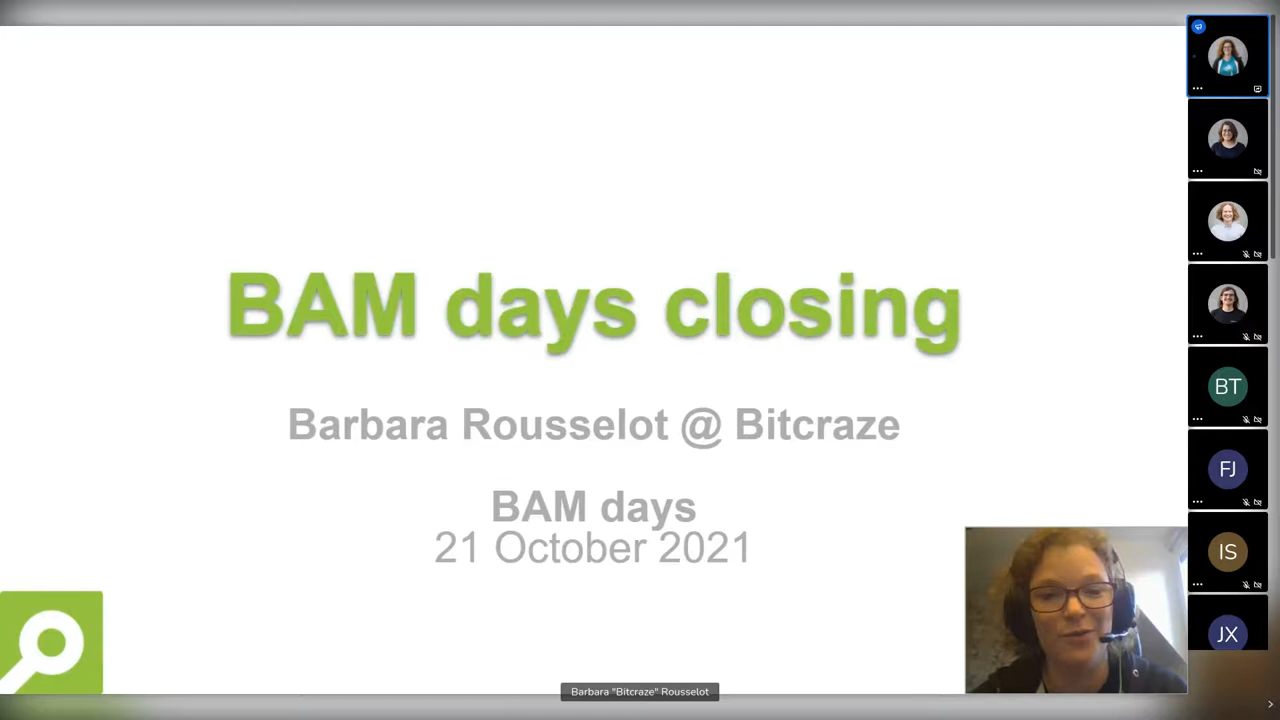 BAM days closing
Barbara Rousselot @ Bitcraze
BAM days
21 October 2021
Barbara "Bitcraze" Rousselot
BT
FJ
IS
JX